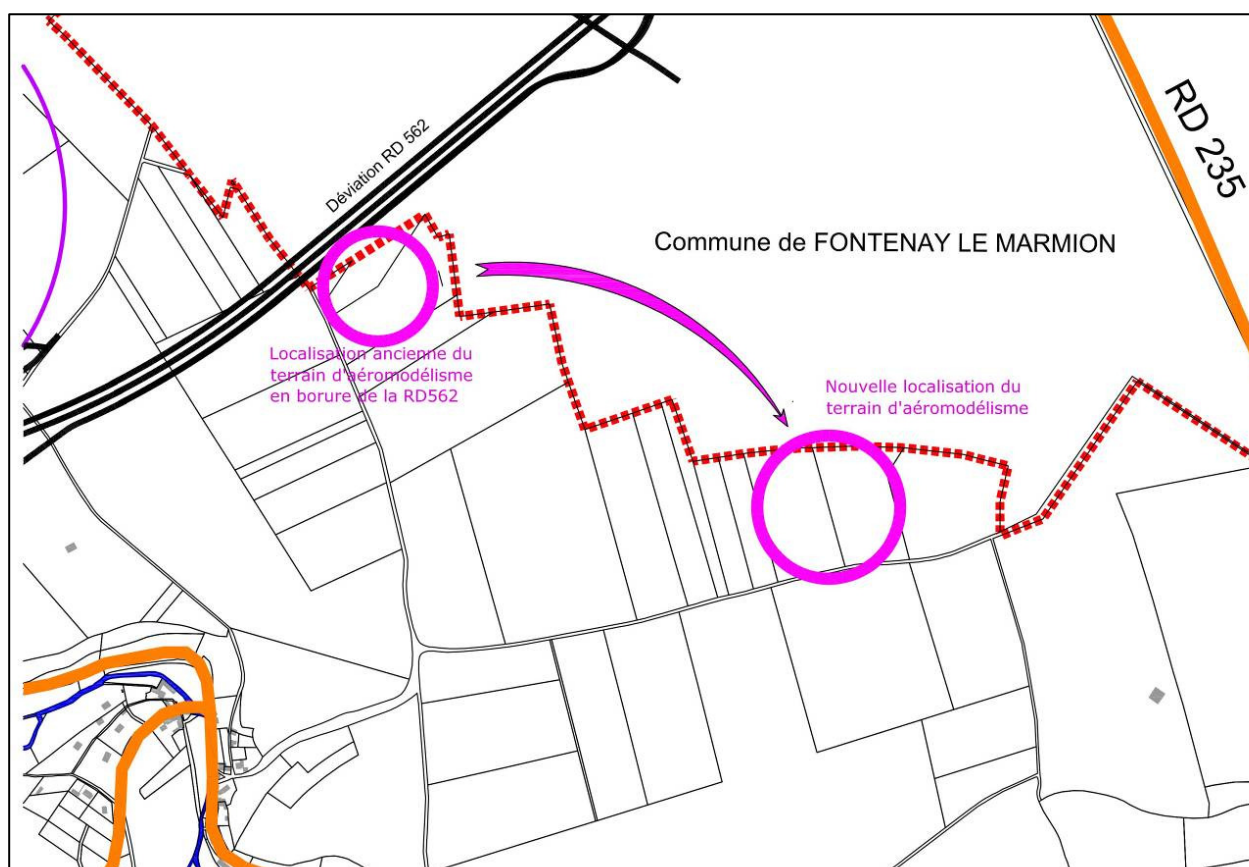 RD 235
Déviation RD 562
Commune de FONTENAY LE MARMION
Localisation ancienne du
terrain d'aéromodélisme
en borure de la RD562
Nouvelle localisation du
terrain d'aéromodélisme